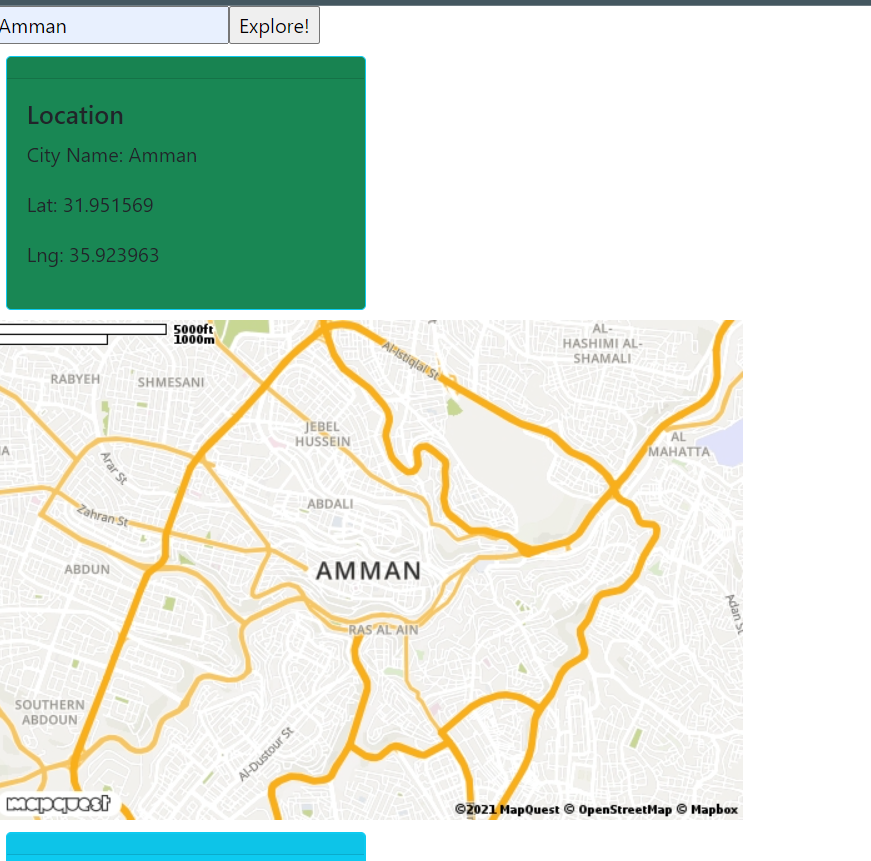 Amman Explore!
Location
City Name: Amman
Lat: 31.951569
Lng: 35.923963
5000ft
1000m
AL-
HASHIMI AL-
SHAMALI
Al-Istiqlal St
RABYEH
SHMESANI
JEBEL
HUSSEIN
AL
MAHATTA
A
Arar St
ABDALI
Zahran St
ABDUN
AMMAN
Adan St
RAS AL AIN
SOUTHERN
ABDOUN
Al-Dustour St
mapquest
©2021 MapQuest © OpenStreetMap © Mapbox